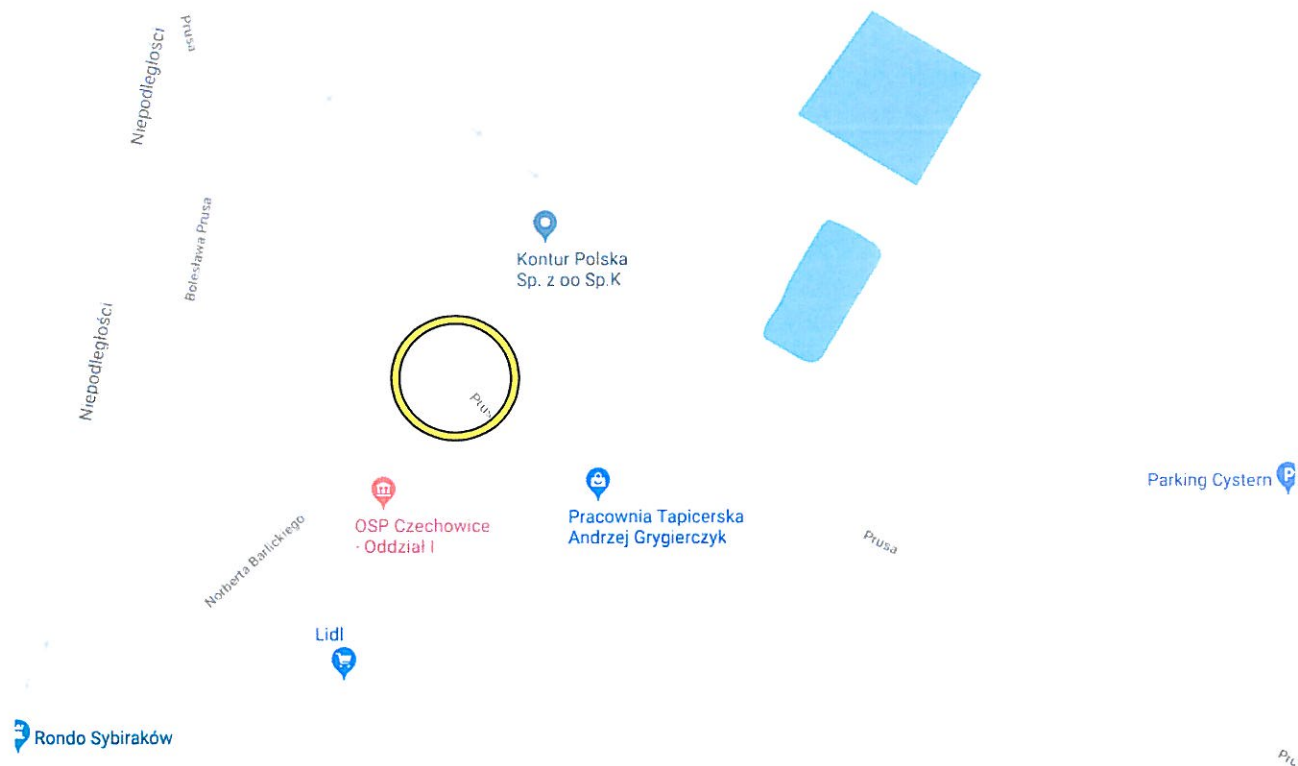 Prusa
Niepodległości
Bolesława Prusa
Kontur Polska
Sp. z oo Sp.K
Niepodległości
Prus
Parking Cystern
OSP Czechowice
- Oddział I
Pracownia Tapicerska
Andrzej Grygierczyk
Prusa
Norberta Barlickiego
Lidl
Rondo Sybiraków